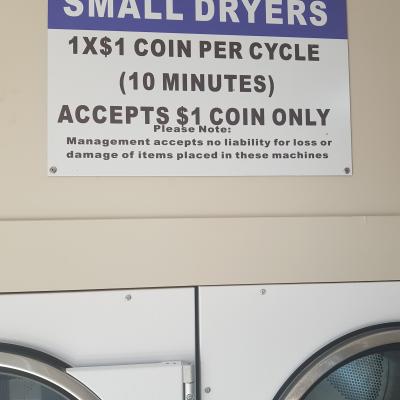 SMALL DRYERS
1X$1 COIN PER CYCLE
(10 MINUTES)
ACCEPTS $1 COIN ONLY
Please Note:
Management accepts no liability for loss or
damage of items placed in these machines